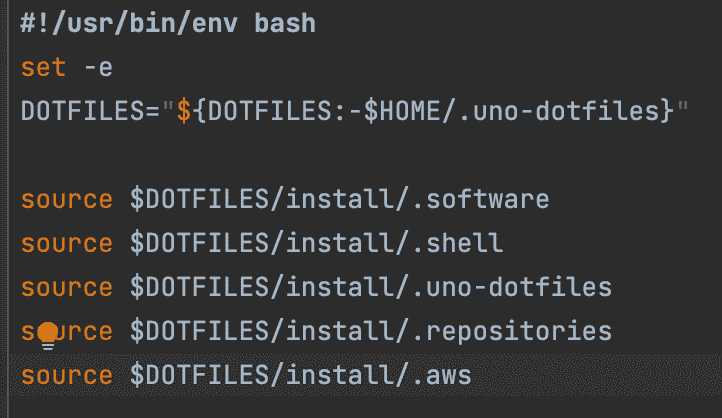 #!/usr/bin/env bash
set -e
DOTFILES="${DOTFILES:-$HOME/.uno-dotfiles}"
source $DOTFILES/install/.software
source $DOTFILES/install/.shell
source $DOTFILES/install/.uno-dotfiles
source $DOTFILES/install/.repositories
source $DOTFILES/install/.aws